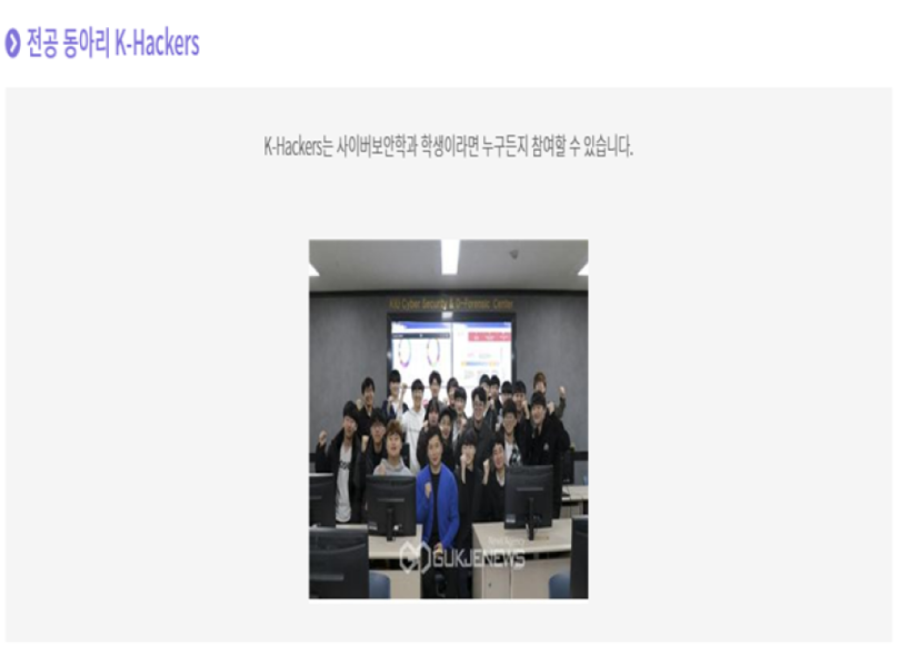 전공 동아리 K-Hackers
K-Hackers는 사이버보안학과 학생이라면 누구든지 참여할 수 있습니다.
KIU Cyber Security & D-Forensic Center
GUKJENEWS